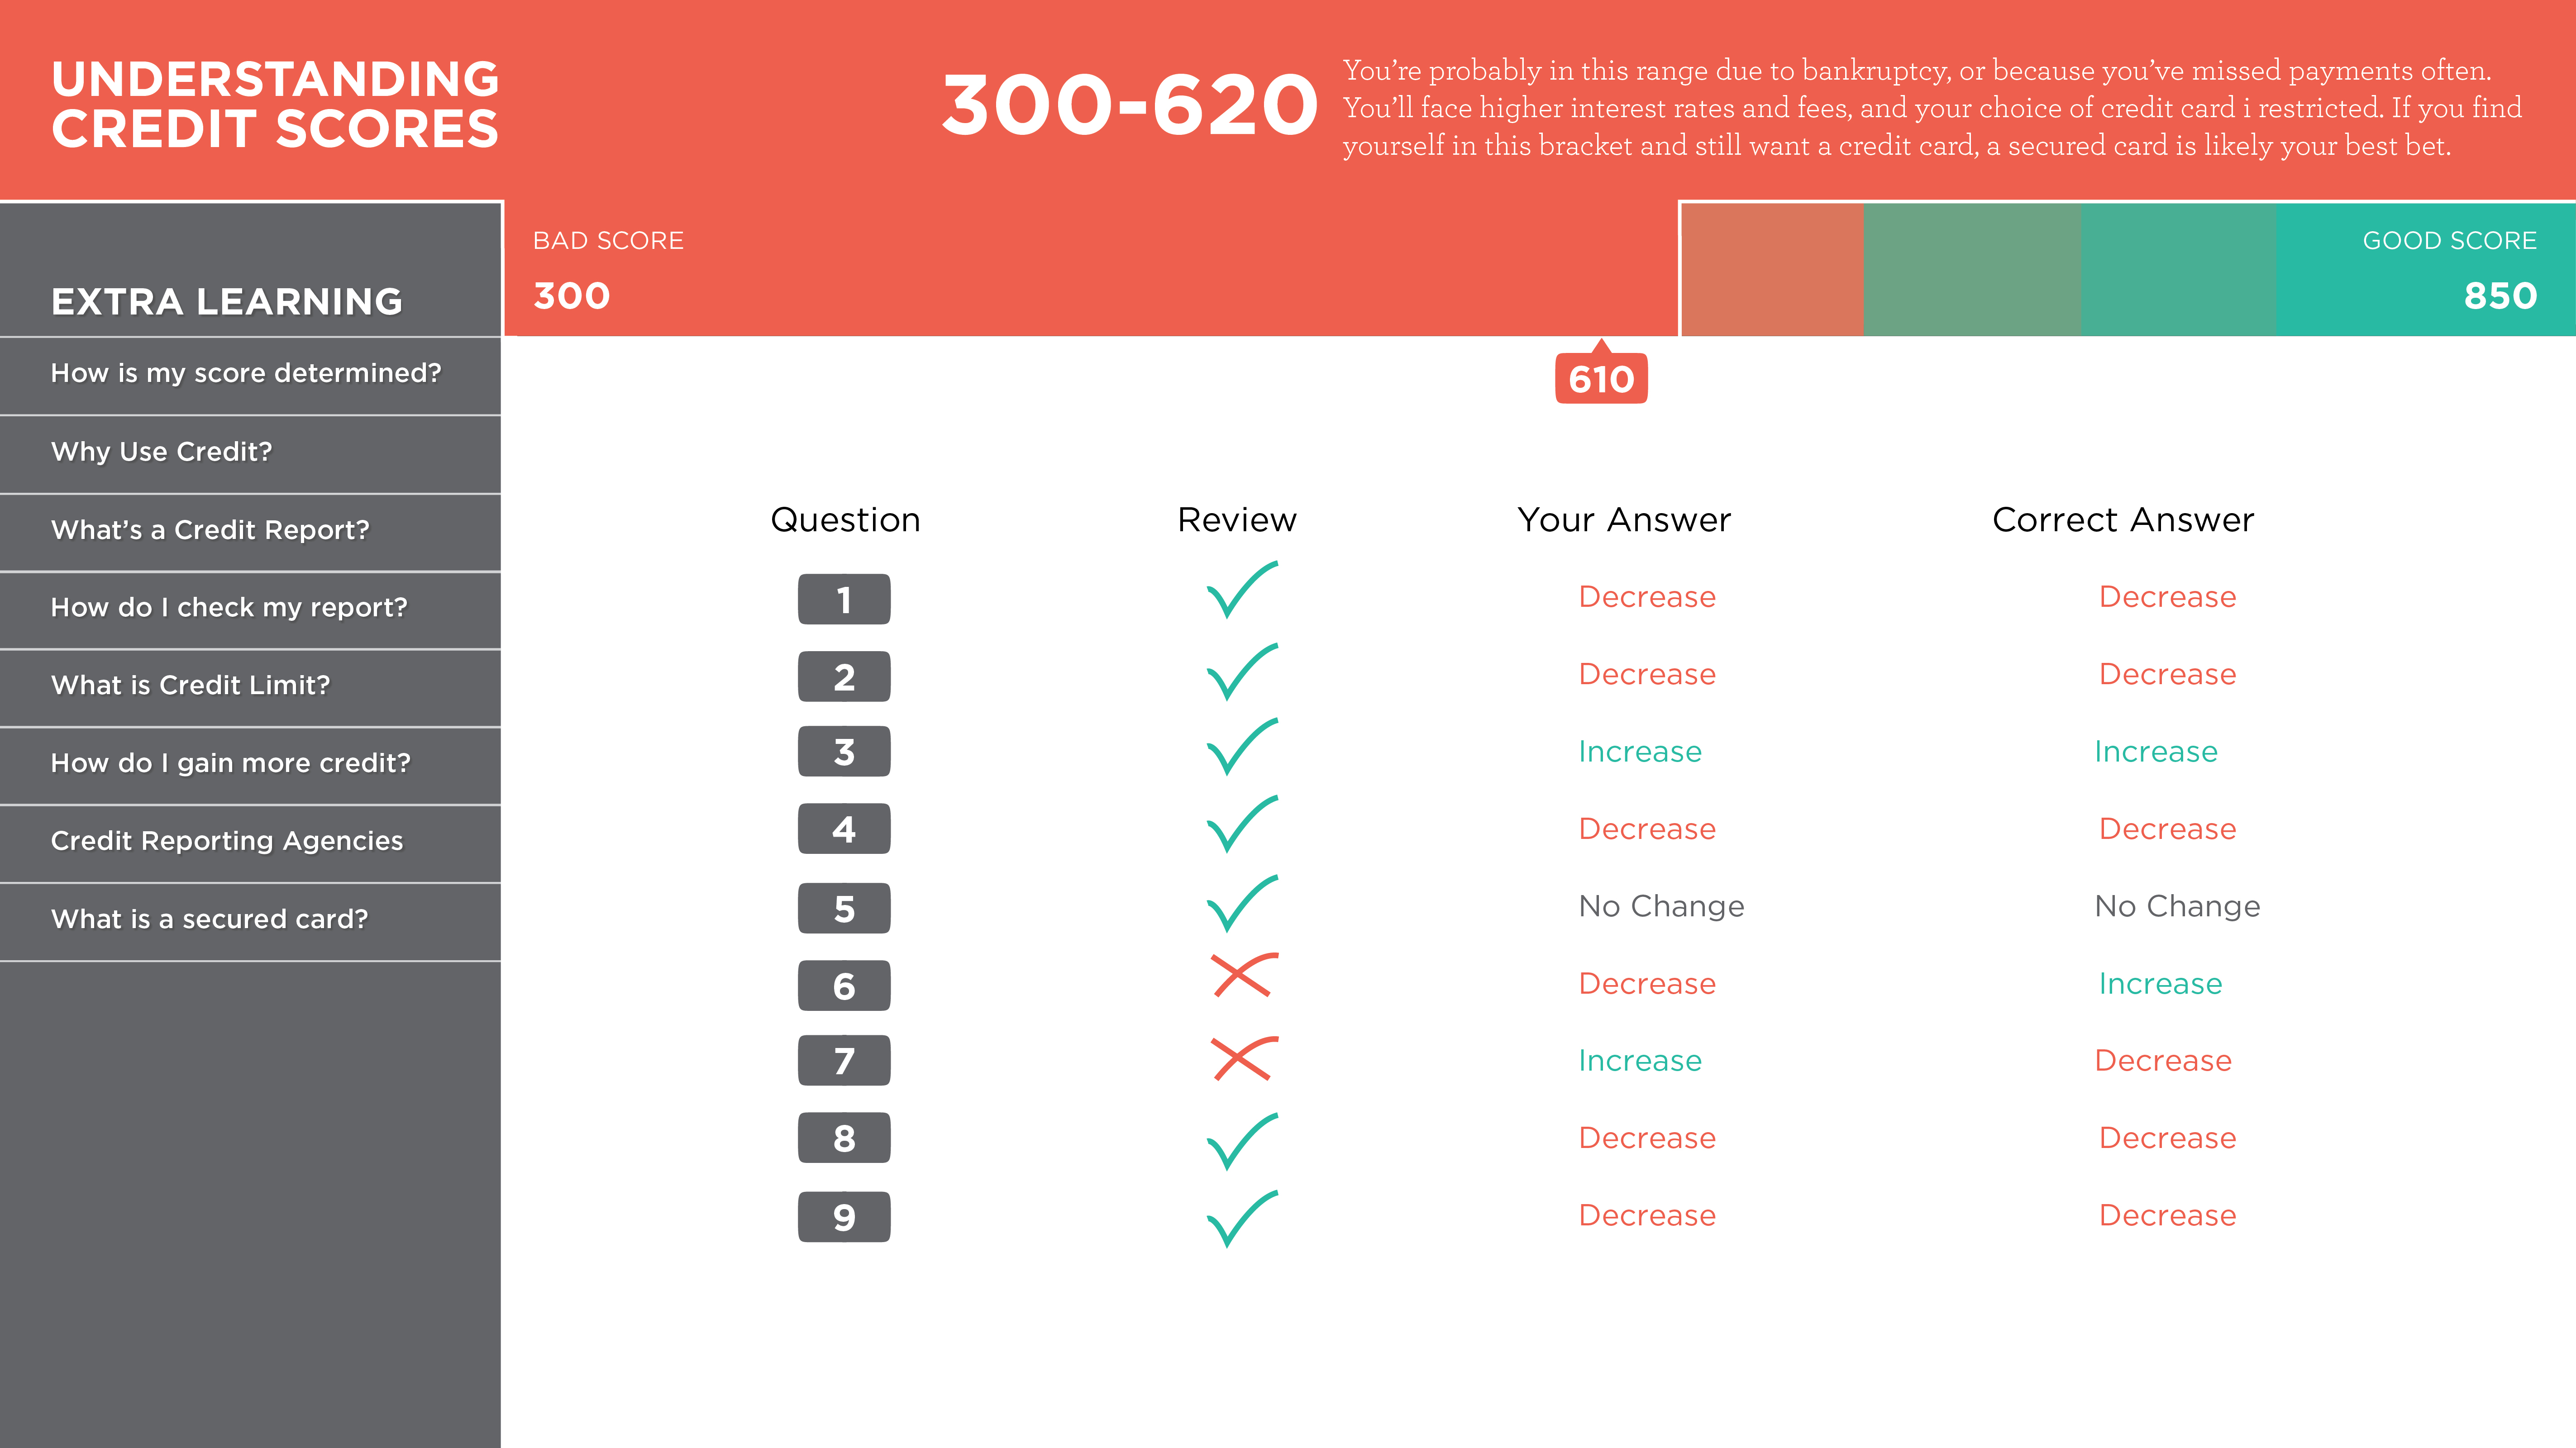 UNDERSTANDING
CREDIT SCORES
300-620
You're probably in this range due to bankruptcy, or because you've missed payments often.
You'll face higher interest rates and fees, and your choice of credit card i restricted. If you find
yourself in this bracket and still want a credit card, a secured card is likely your best bet.
BAD SCORE
300
GOOD SCORE
850
610
EXTRA LEARNING
How is my score determined?
Why Use Credit?
What's a Credit Report?
How do I check my report?
What is Credit Limit?
How do I gain more credit?
Credit Reporting Agencies
What is a secured card?
Question Review Your Answer Correct Answer
1 Decrease Decrease
2 Decrease Decrease
3 Increase Increase
4 Decrease Decrease
5 No Change No Change
6 Decrease Increase
7 Increase Decrease
8 Decrease Decrease
9 Decrease Decrease